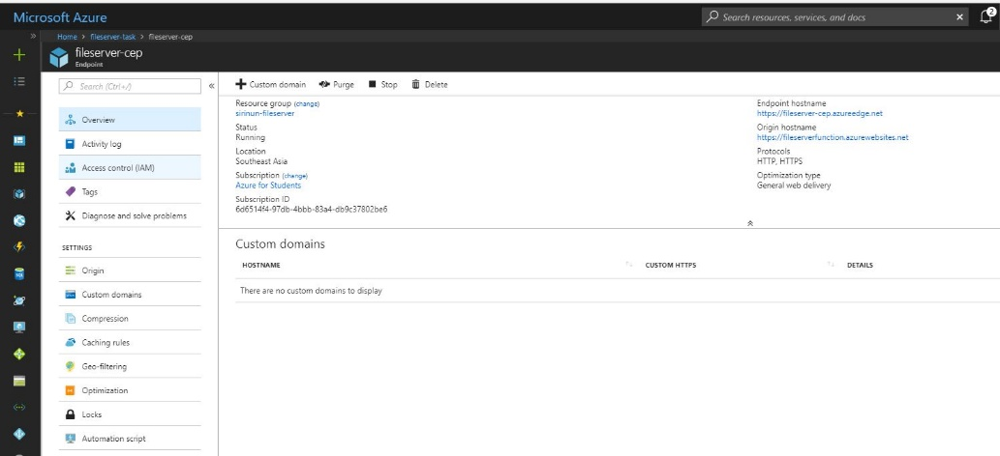 Microsoft Azure
Search resources, services, and docs
2
Home > fileserver-task > fileserver-cep
fileserver-cep
Endpoint
Search (Ctrl+/)
Overview
Activity log
Access control (IAM)
Tags
Diagnose and solve problems
SETTINGS
Origin
Custom domains
Compression
Caching rules
Geo-filtering
Optimization
Locks
Automation script
Custom domain Purge Stop Delete
Resource group (change)
sirinun-fileserver
Status
Running
Location
Southeast Asia
Subscription (change)
Azure for Students
Subscription ID
6d6514f4-97db-4bbb-83a4-db9c37802be6
Endpoint hostname
https://fileserver-cep.azureedge.net
Origin hostname
https://fileserverfunction.azurewebsites.net
Protocols
HTTP, HTTPS
Optimization type
General web delivery
Custom domains
HOSTNAME CUSTOM HTTPS DETAILS
There are no custom domains to display